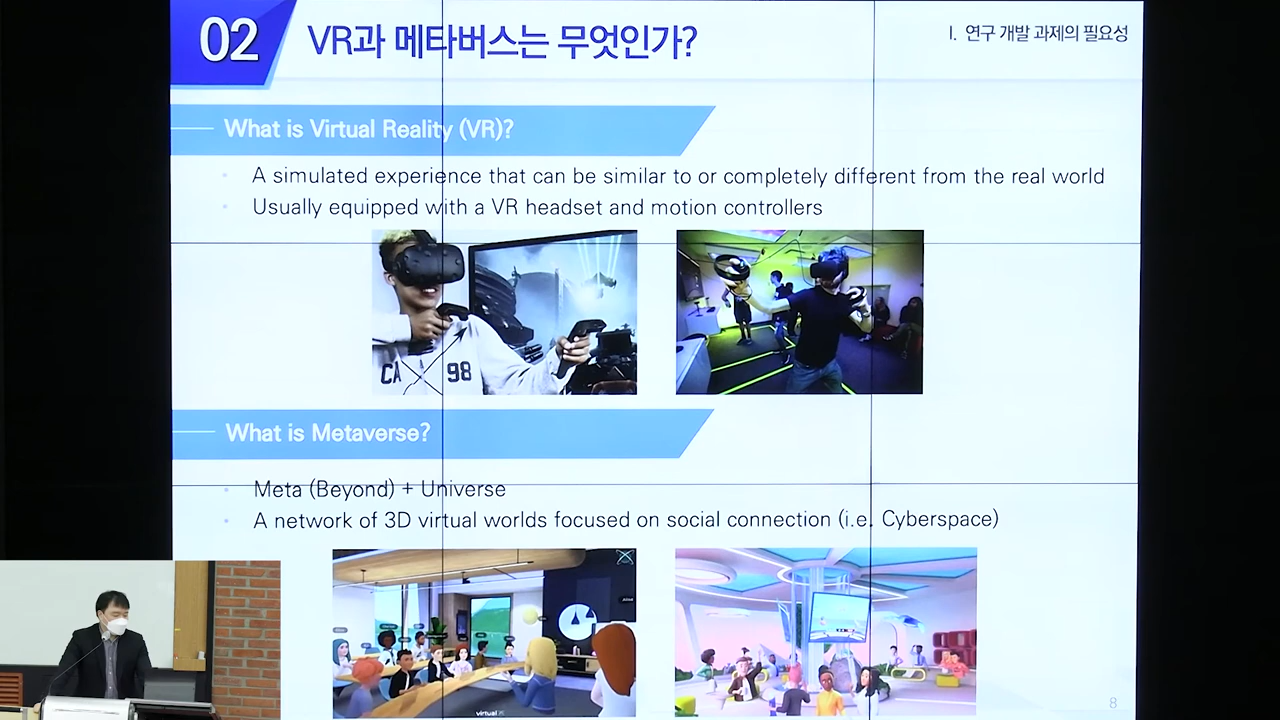 02
VR과 메타버스는 무엇인가?
I. 연구 개발 과제의 필요성
What is Virtual Reality (VR)?
A simulated experience that can be similar to or completely different from the real world
Usually equipped with a VR headset and motion controllers
CA 98
What is Metaverse?
Meta (Beyond) + Universe
A network of 3D virtual worlds focused on social connection (i.e. Cyberspace)
virtual
8